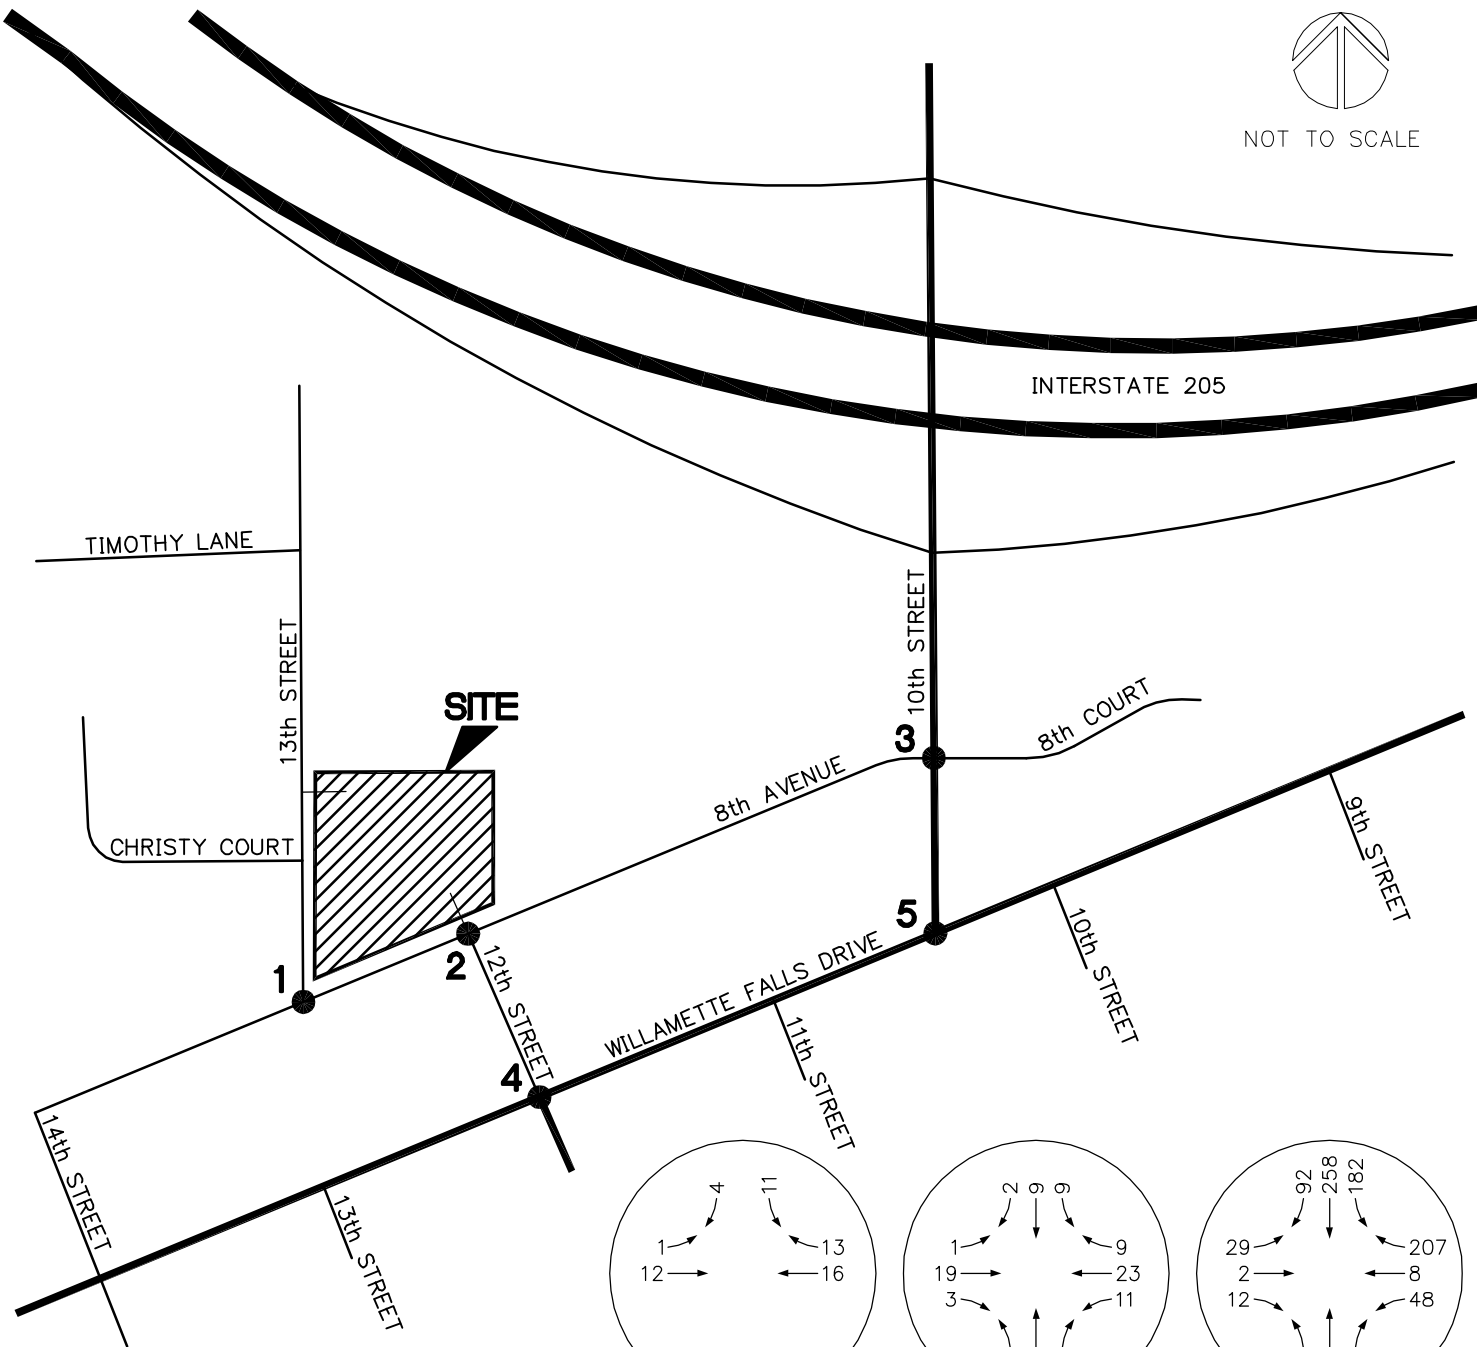 NOT TO SCALE
INTERSTATE 205
TIMOTHY LANE
13th STREET
10th STREET
SITE
8th COURT
3
8th AVENUE
9th STREET
CHRISTY COURT
5
10th STREET
2
12th STREET
1
WILLAMETTE FALLS DRIVE
11th STREET
4
14th STREET
13th STREET
4 11
1 13
12 16
2 9 9
1 9
19 23
3 11
92 258 182
29 207
2 8
12 48